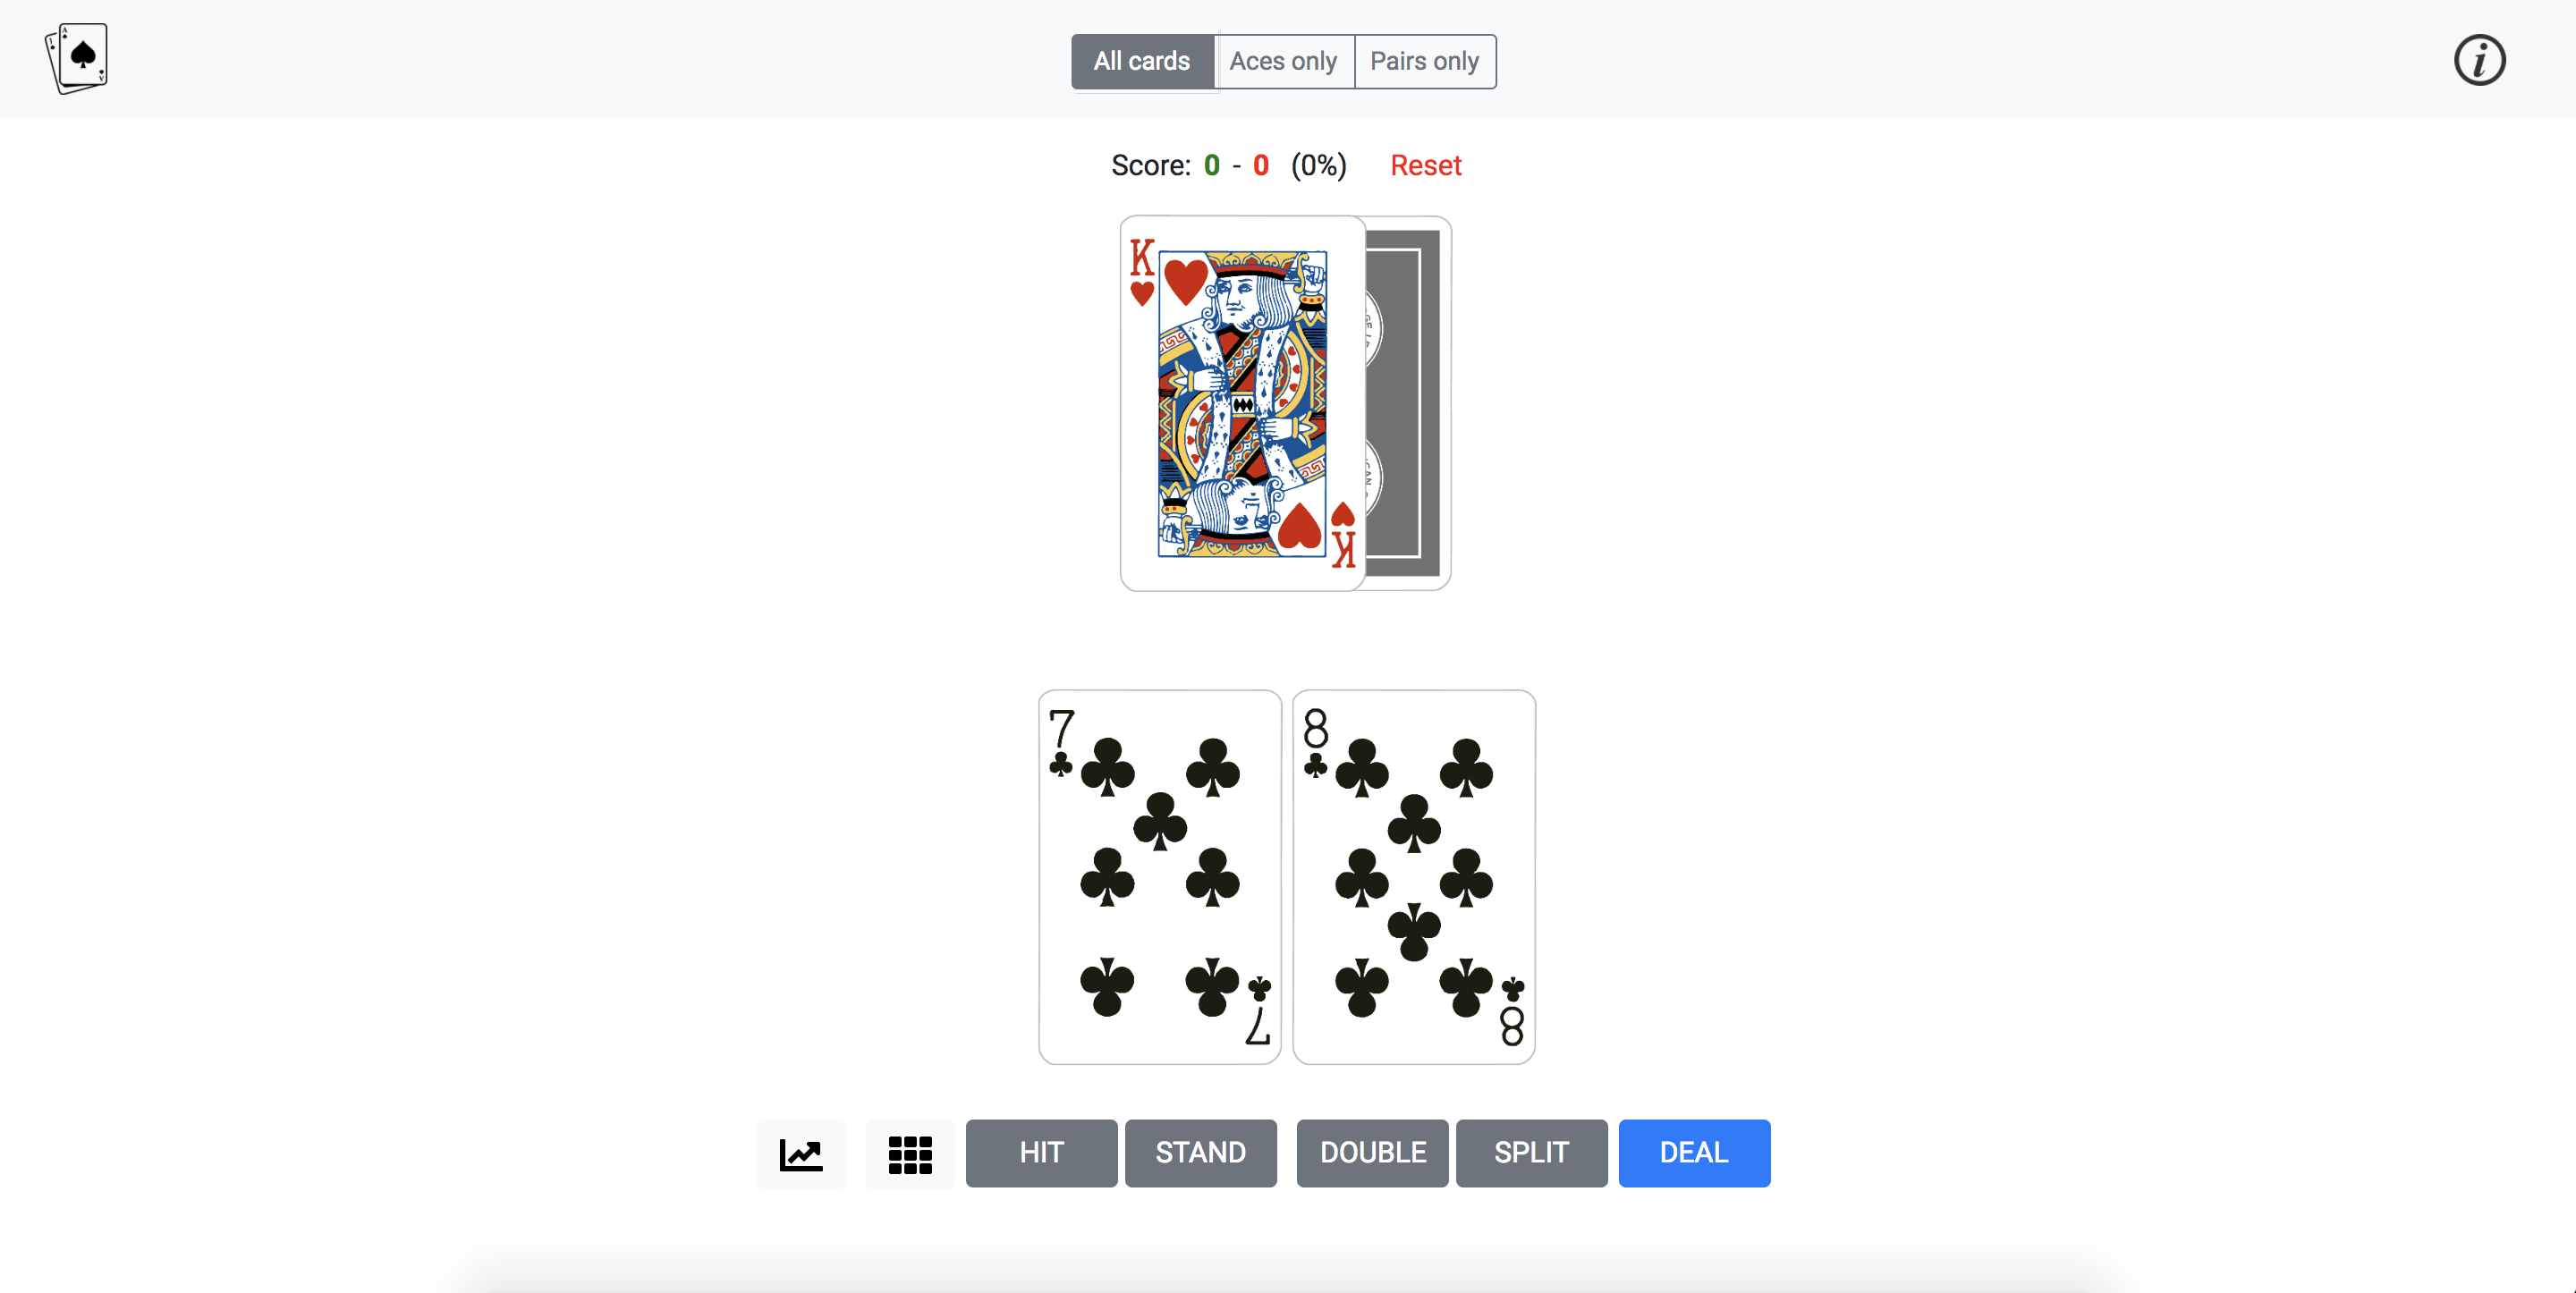 All cards Aces only Pairs only
Score: 0 - 0 (0%) Reset
K
K
7 8
7 8
HIT STAND DOUBLE SPLIT DEAL